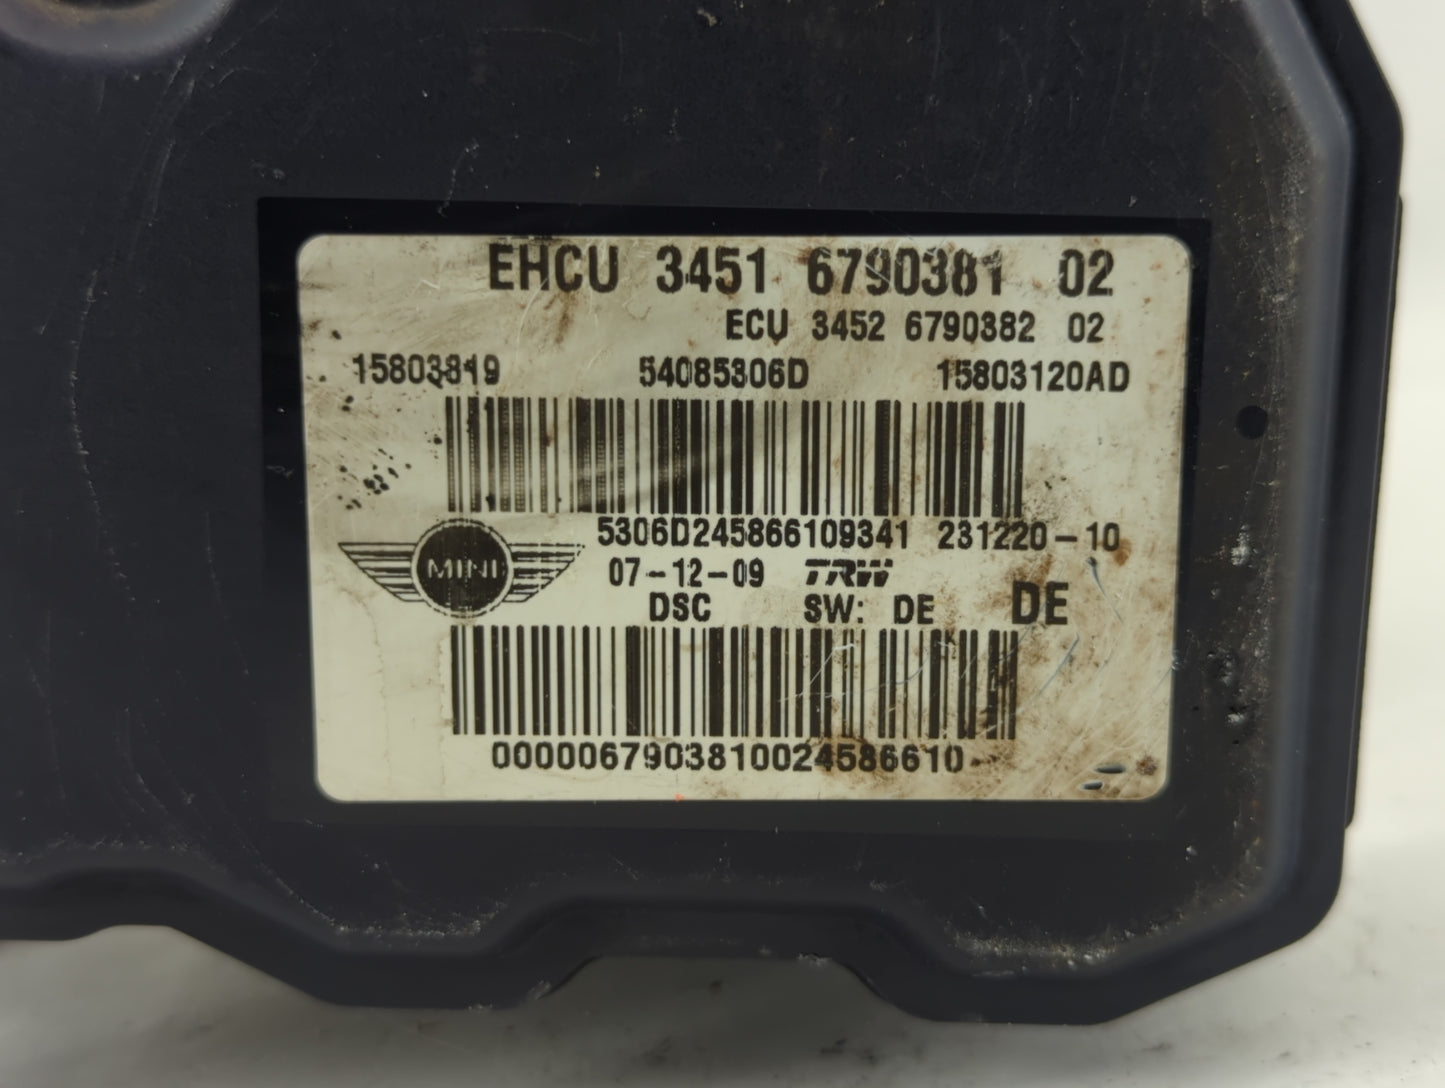 EHCU 3451 6790381 02
ECU 3452 6790382 02
15803819 54085306D 15803120AD
5306D245866109341 231220-10
MINI
07-12-09 TRW
DSC SW: DE DE
0000067903810024586610